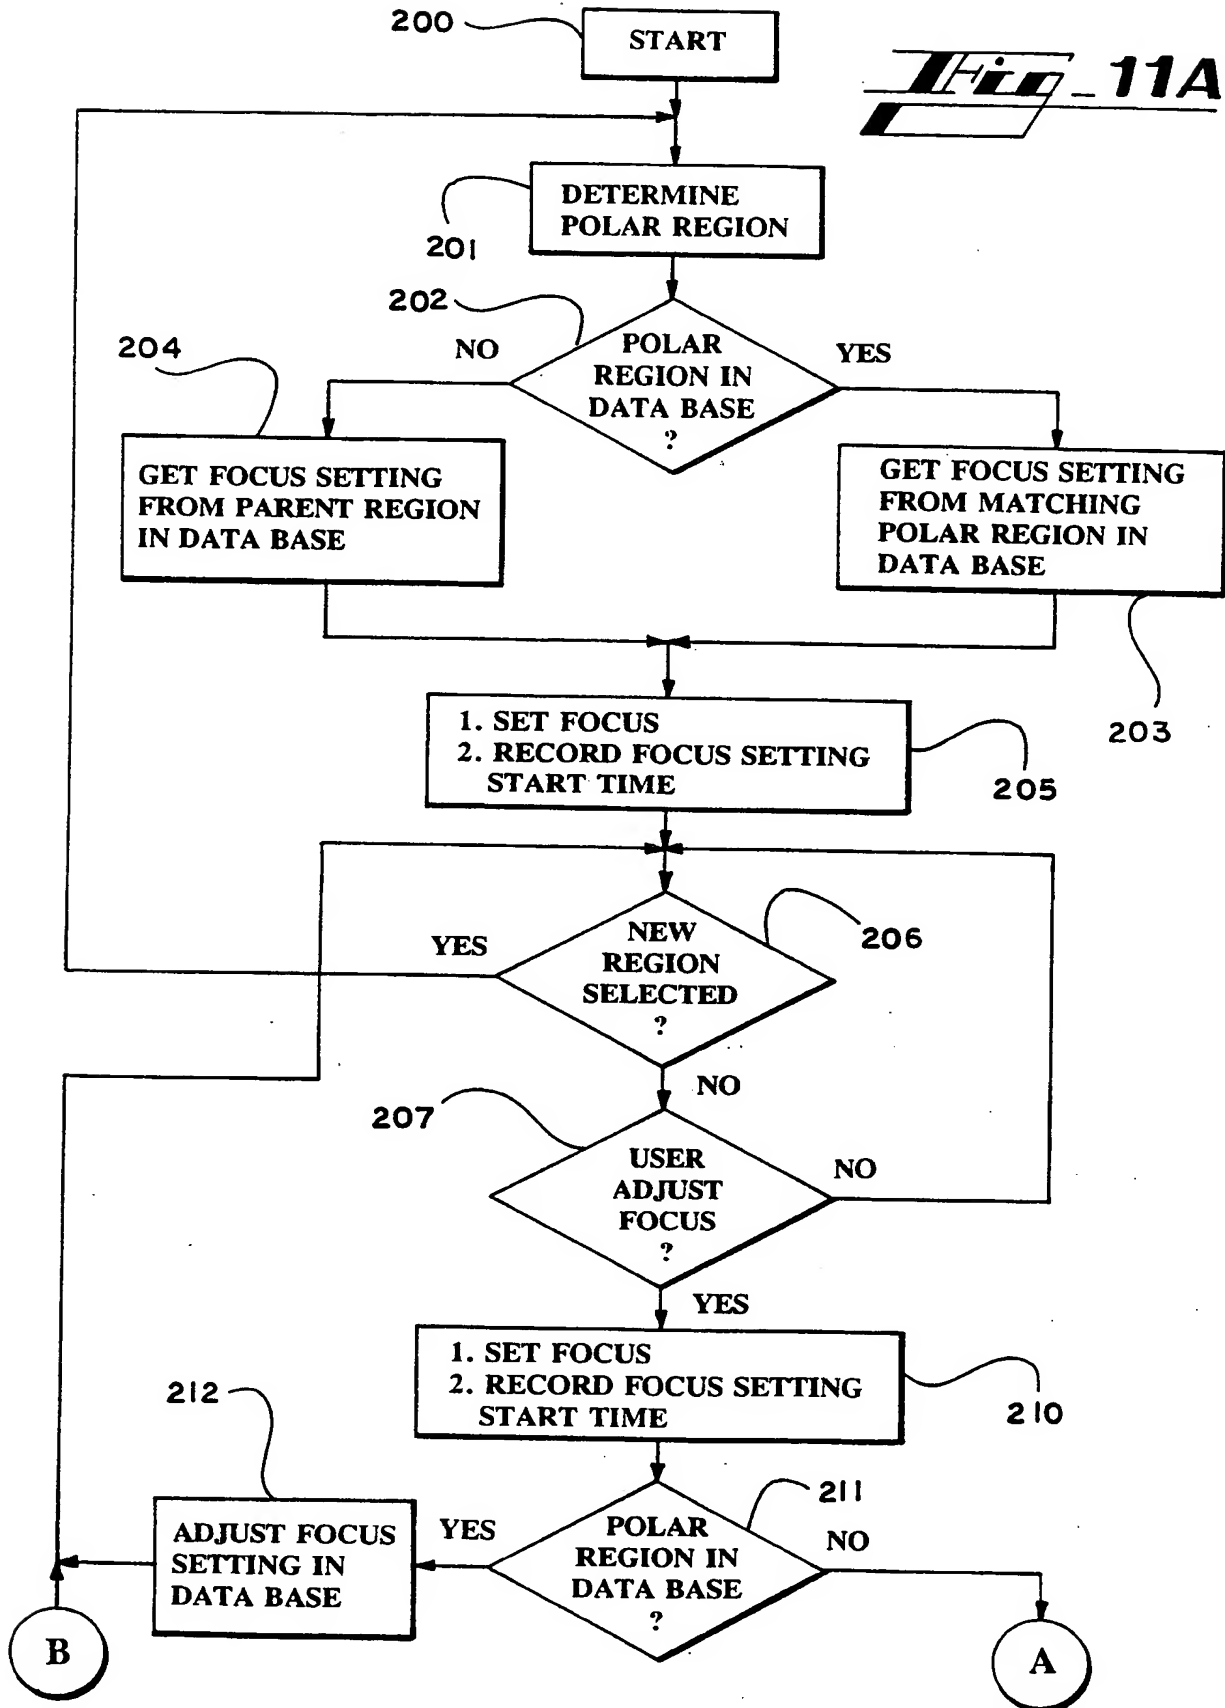 200
START
Fig _ 11A
DETERMINE
POLAR REGION
201
202
204
NO
POLAR
REGION IN
DATA BASE
?
YES
GET FOCUS SETTING
FROM PARENT REGION
IN DATA BASE
GET FOCUS SETTING
FROM MATCHING
POLAR REGION IN
DATA BASE
203
1. SET FOCUS
2. RECORD FOCUS SETTING
START TIME
205
YES
NEW
REGION
SELECTED
?
206
NO
207
USER
ADJUST
FOCUS
?
NO
YES
1. SET FOCUS
2. RECORD FOCUS SETTING
START TIME
210
212
211
ADJUST FOCUS
SETTING IN
DATA BASE
YES
POLAR
REGION IN
DATA BASE
?
NO
B
A